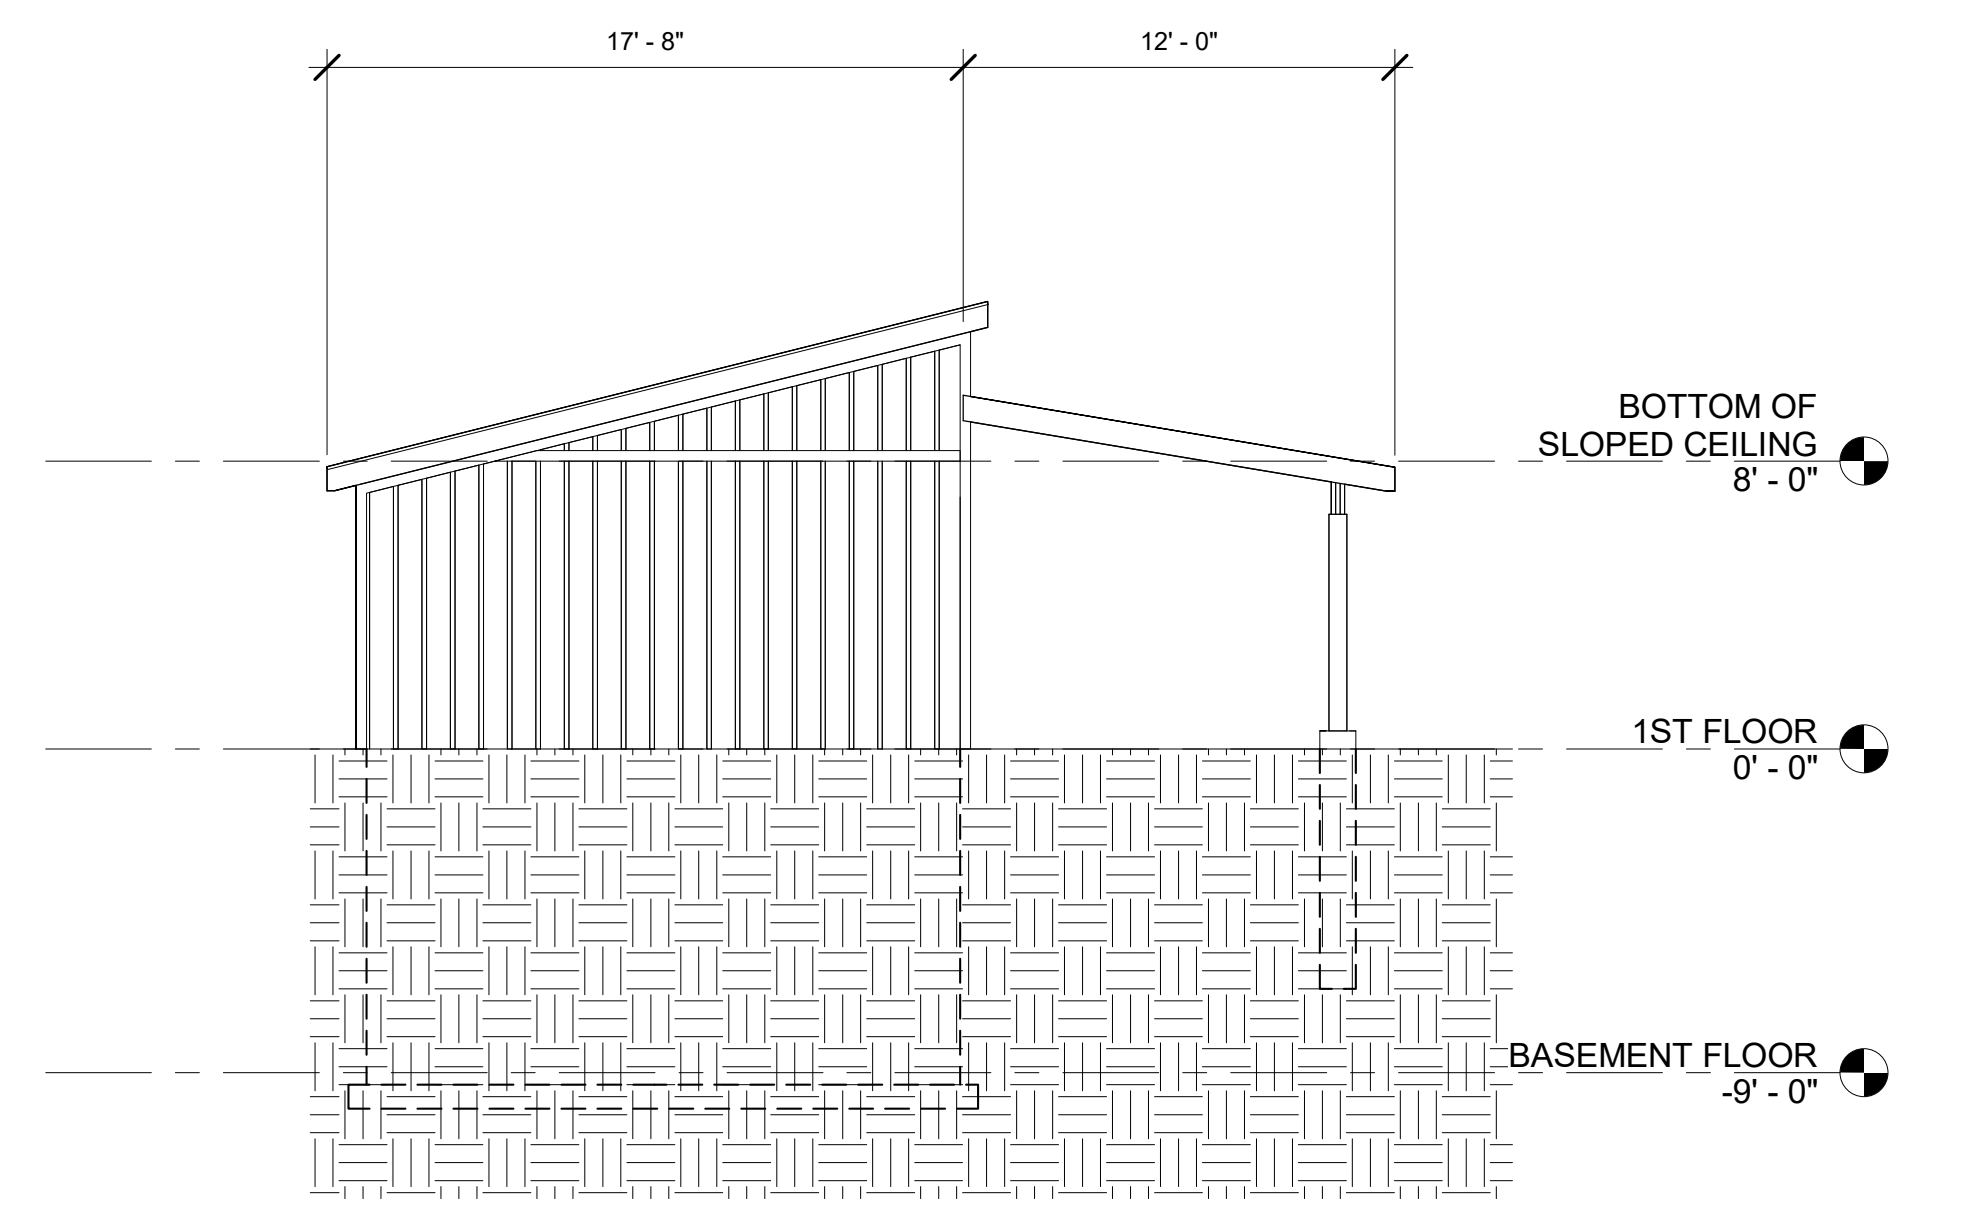 17' - 8"
12' - 0"
BOTTOM OF
SLOPED CEILING
8' - 0"
1ST FLOOR
0' - 0"
BASEMENT FLOOR
-9' - 0"